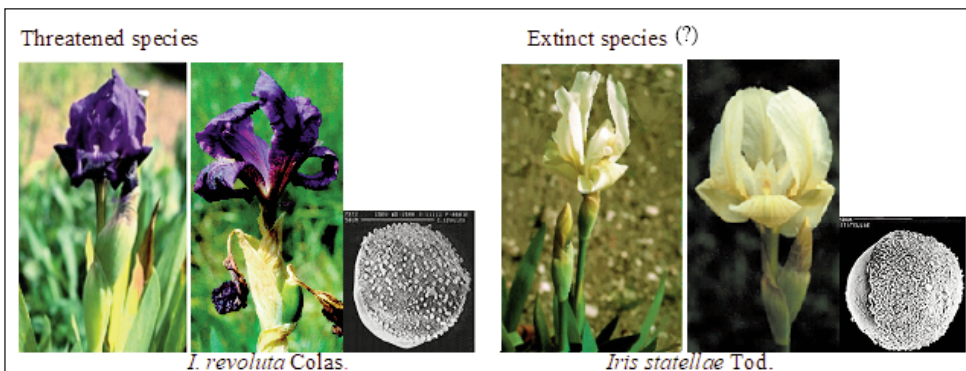 Threatened species
Extinct species (?)
I. revoluta Colas.
Iris statellae Tod.